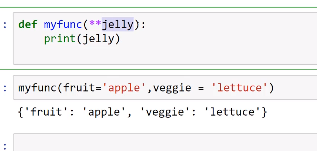 : def myfunc(**jelly):
print(jelly)
: myfunc(fruit='apple',veggie = 'lettuce')
{'fruit': 'apple', 'veggie': 'lettuce'}
: